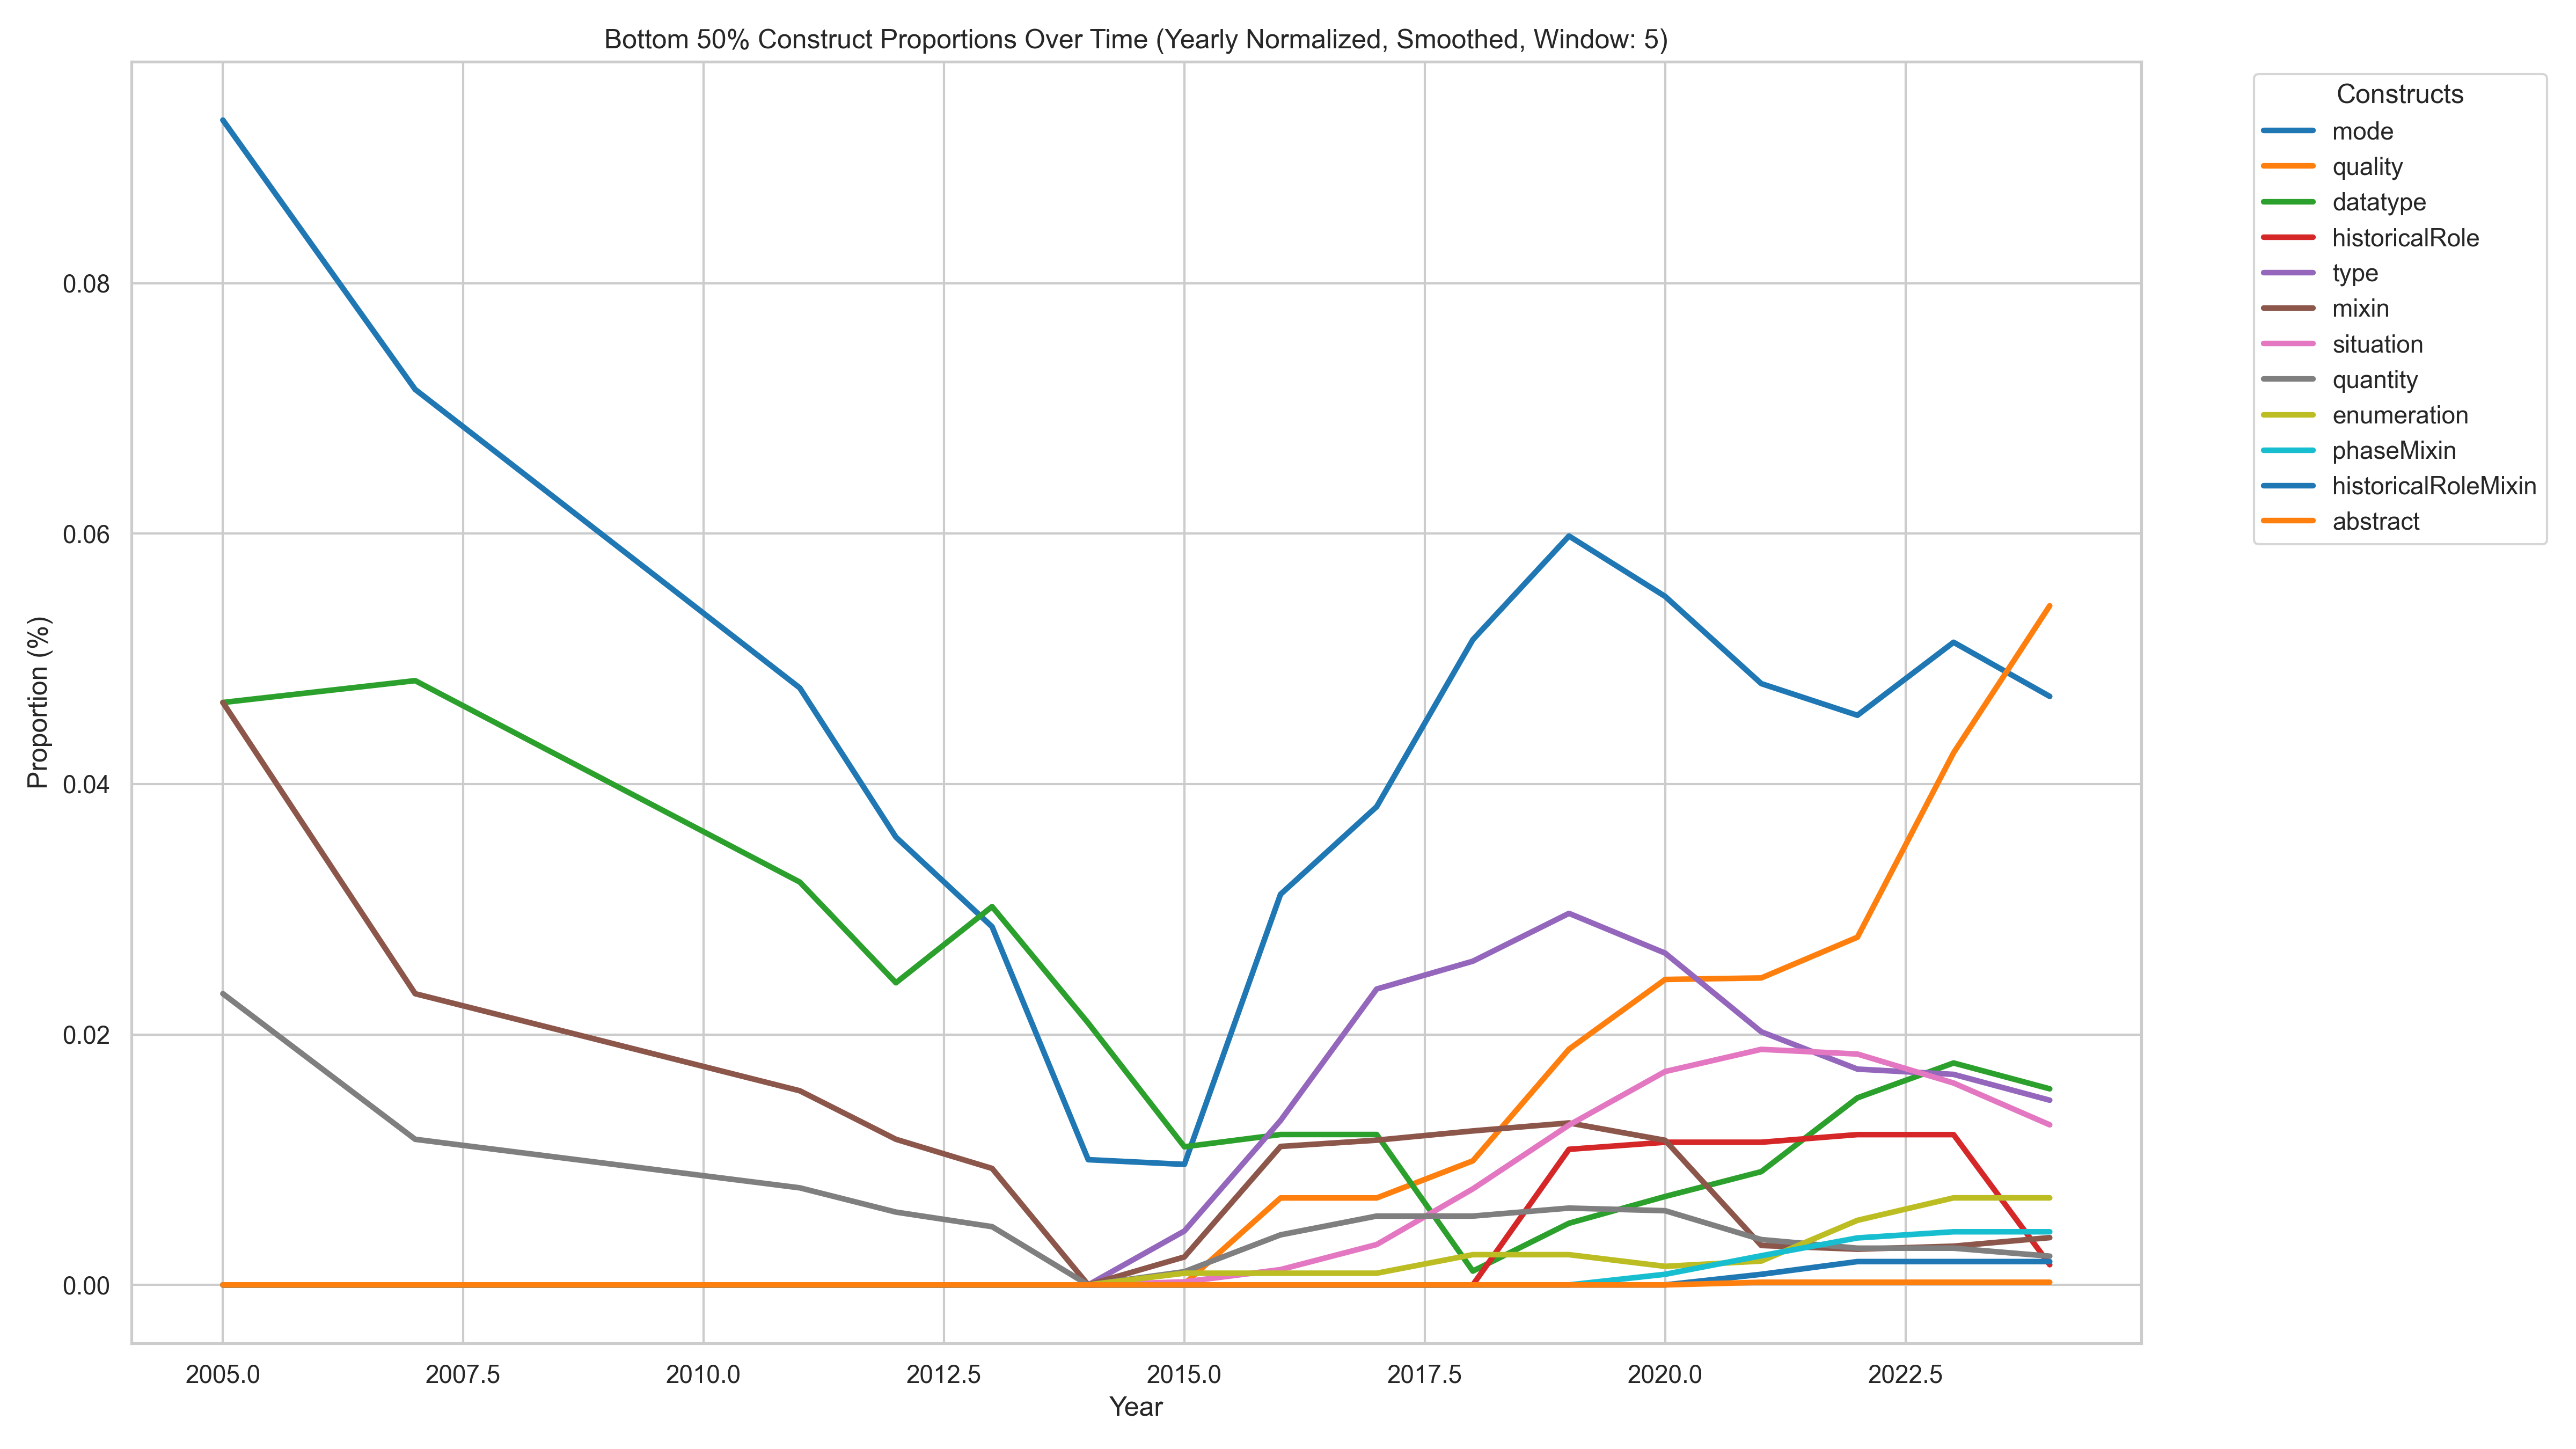 Bottom 50% Construct Proportions Over Time (Yearly Normalized, Smoothed, Window: 5)
Constructs
mode
quality
datatype
historicalRole
type
mixin
situation
quantity
enumeration
phaseMixin
historicalRoleMixin
abstract
Proportion (%)
0.08
0.06
0.04
0.02
0.00
2005.0 2007.5 2010.0 2012.5 2015.0 2017.5 2020.0 2022.5
Year